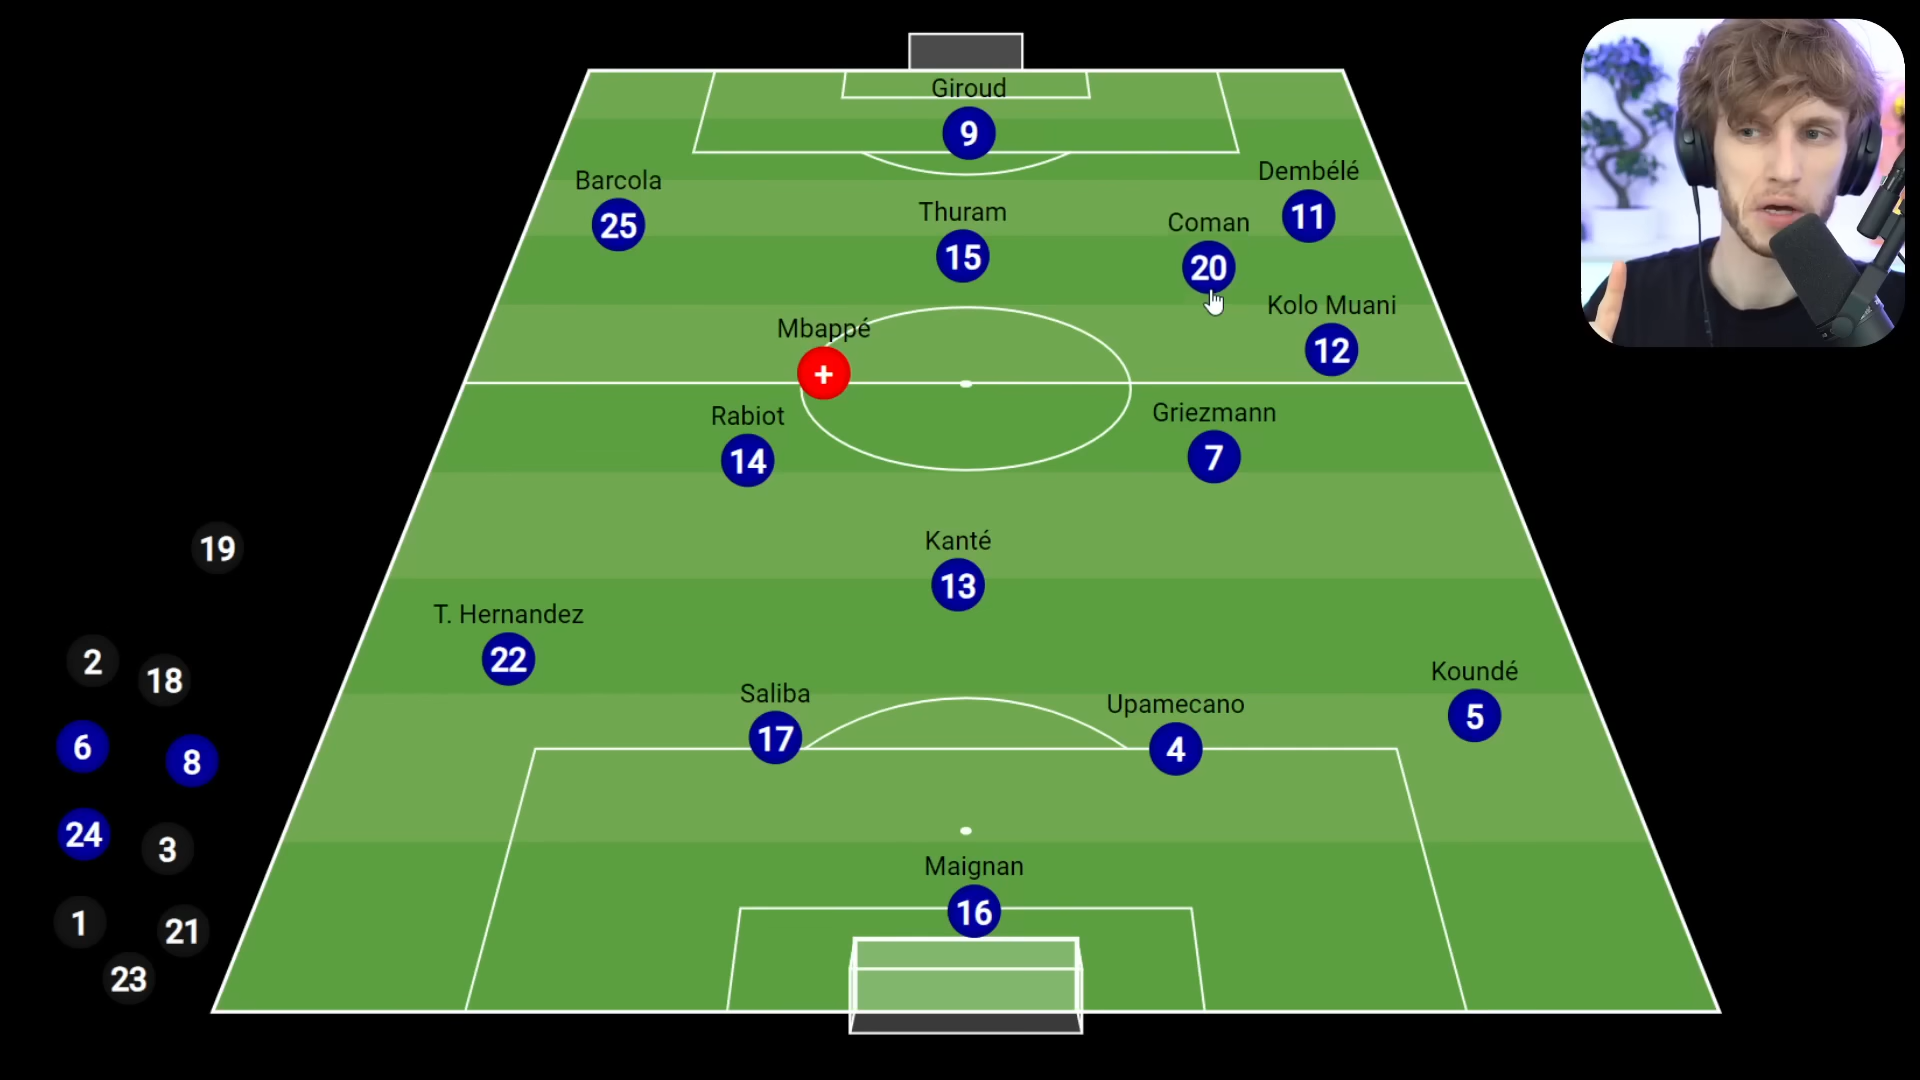 Giroud
9
Barcola
25
Thuram
15
Dembélé
11
Coman
20
Kolo Muani
12
Mbappé
+
Rabiot
14
Griezmann
7
Kanté
13
T. Hernandez
22
Saliba
17
Upamecano
4
Koundé
5
Maignan
16
19
2
18
6
8
24
3
1
21
23